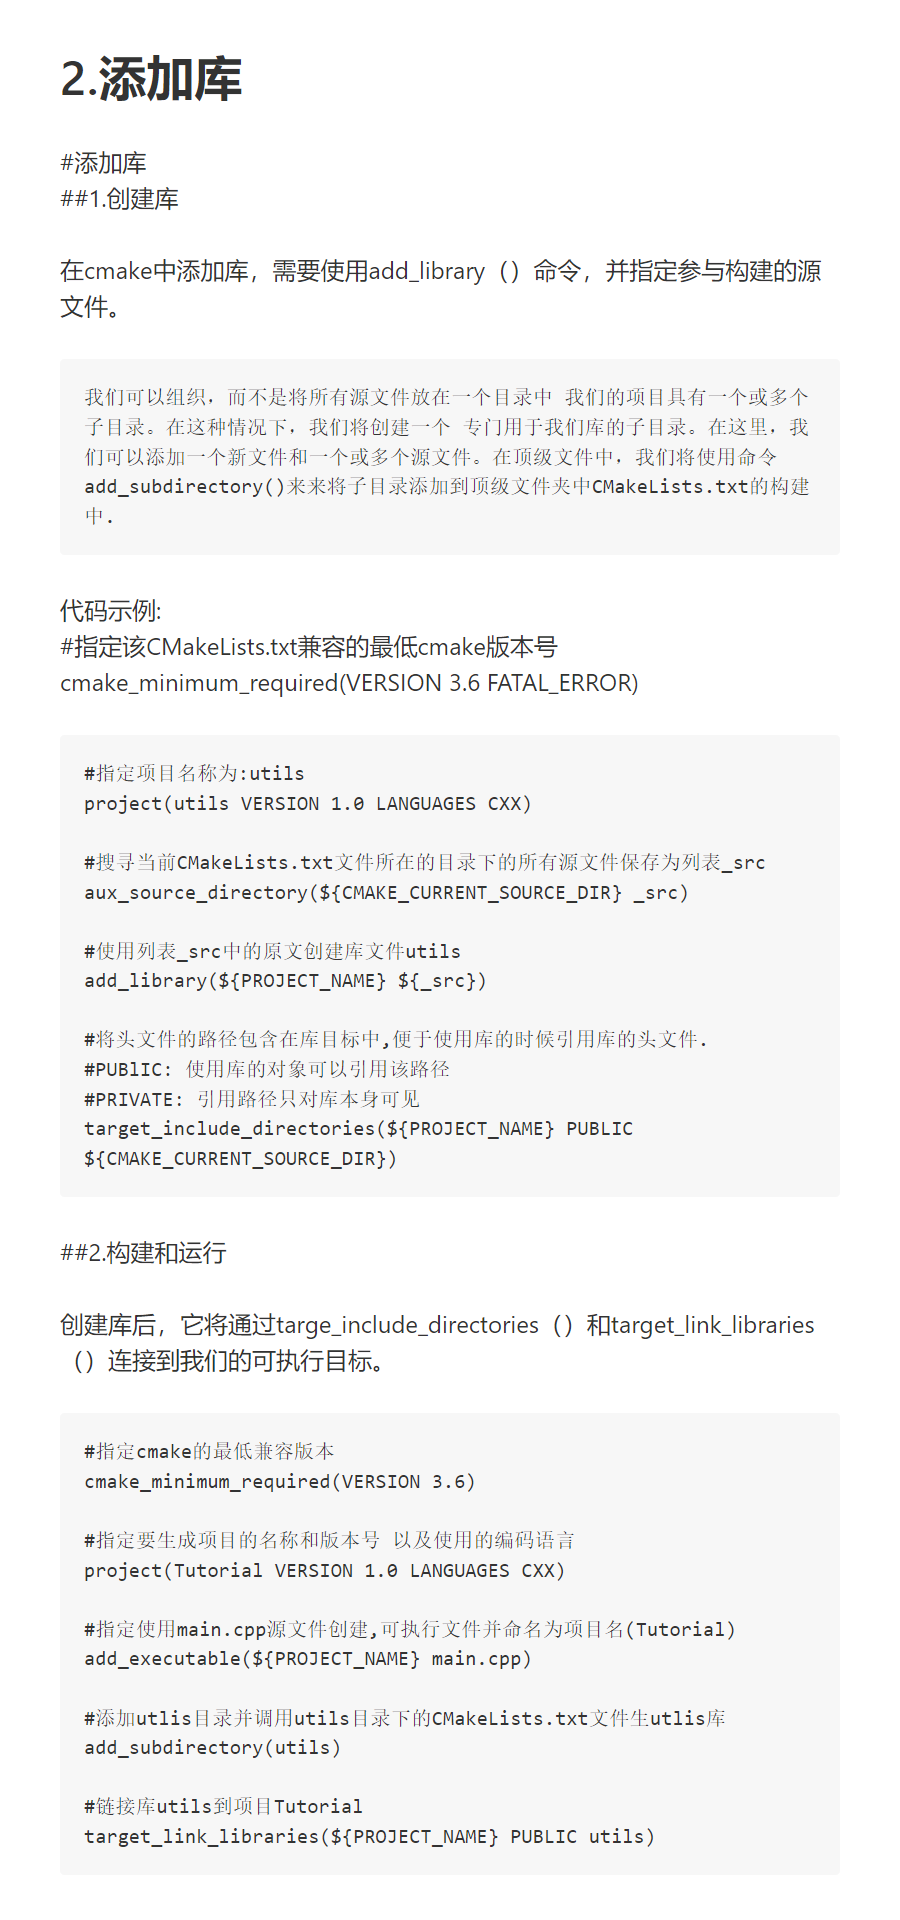 2.添加库
#添加库
##1.创建库
在cmake中添加库，需要使用add_library（）命令，并指定参与构建的源
文件。
我们可以组织，而不是将所有源文件放在一个目录中 我们的项目具有一个或多个
子目录。在这种情况下，我们将创建一个 专门用于我们库的子目录。在这里，我
们可以添加一个新文件和一个或多个源文件。在顶级文件中，我们将使用命令
add_subdirectory()来来将子目录添加到顶级文件夹中CMakeLists.txt的构建
中.
代码示例:
#指定该CMakeLists.txt兼容的最低cmake版本号
cmake_minimum_required(VERSION 3.6 FATAL_ERROR)
#指定项目名称为:utils
project(utils VERSION 1.0 LANGUAGES CXX)
#搜寻当前CMakeLists.txt文件所在的目录下的所有源文件保存为列表_src
aux_source_directory(${CMAKE_CURRENT_SOURCE_DIR} _src)
#使用列表_src中的原文创建库文件utils
add_library(${PROJECT_NAME} ${_src})
#将头文件的路径包含在库目标中,便于使用库的时候引用库的头文件.
#PUBlIC: 使用库的对象可以引用该路径
#PRIVATE: 引用路径只对库本身可见
target_include_directories(${PROJECT_NAME} PUBLIC
${CMAKE_CURRENT_SOURCE_DIR})
##2.构建和运行
创建库后，它将通过targe_include_directories（）和target_link_libraries
（）连接到我们的可执行目标。
#指定cmake的最低兼容版本
cmake_minimum_required(VERSION 3.6)
#指定要生成项目的名称和版本号 以及使用的编码语言
project(Tutorial VERSION 1.0 LANGUAGES CXX)
#指定使用main.cpp源文件创建,可执行文件并命名为项目名(Tutorial)
add_executable(${PROJECT_NAME} main.cpp)
#添加utlis目录并调用utils目录下的CMakeLists.txt文件生utlis库
add_subdirectory(utils)
#链接库utils到项目Tutorial
target_link_libraries(${PROJECT_NAME} PUBLIC utils)